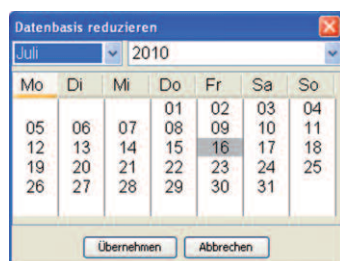 Datenbasis reduzieren
Juli 2010
Mo Di Mi Do Fr Sa So
01 02 03 04
05 06 07 08 09 10 11
12 13 14 15 16 17 18
19 20 21 22 23 24 25
26 27 28 29 30 31
Übernehmen Abbrechen